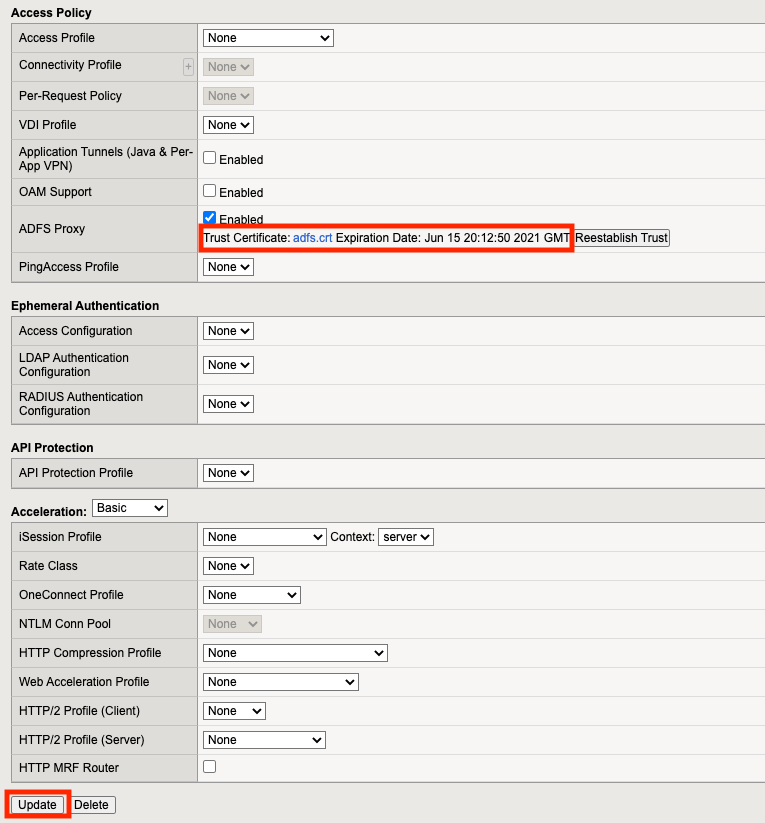 Access Policy
Access Profile None
Connectivity Profile + None
Per-Request Policy None
VDI Profile None
Application Tunnels (Java & Per-
App VPN) Enabled
OAM Support Enabled
ADFS Proxy Enabled
Trust Certificate: adfs.crt Expiration Date: Jun 15 20:12:50 2021 GMT Reestablish Trust
PingAccess Profile None
Ephemeral Authentication
Access Configuration None
LDAP Authentication
Configuration None
RADIUS Authentication
Configuration None
API Protection
API Protection Profile None
Acceleration: Basic
iSession Profile None Context: server
Rate Class None
OneConnect Profile None
NTLM Conn Pool None
HTTP Compression Profile None
Web Acceleration Profile None
HTTP/2 Profile (Client) None
HTTP/2 Profile (Server) None
HTTP MRF Router
Update Delete